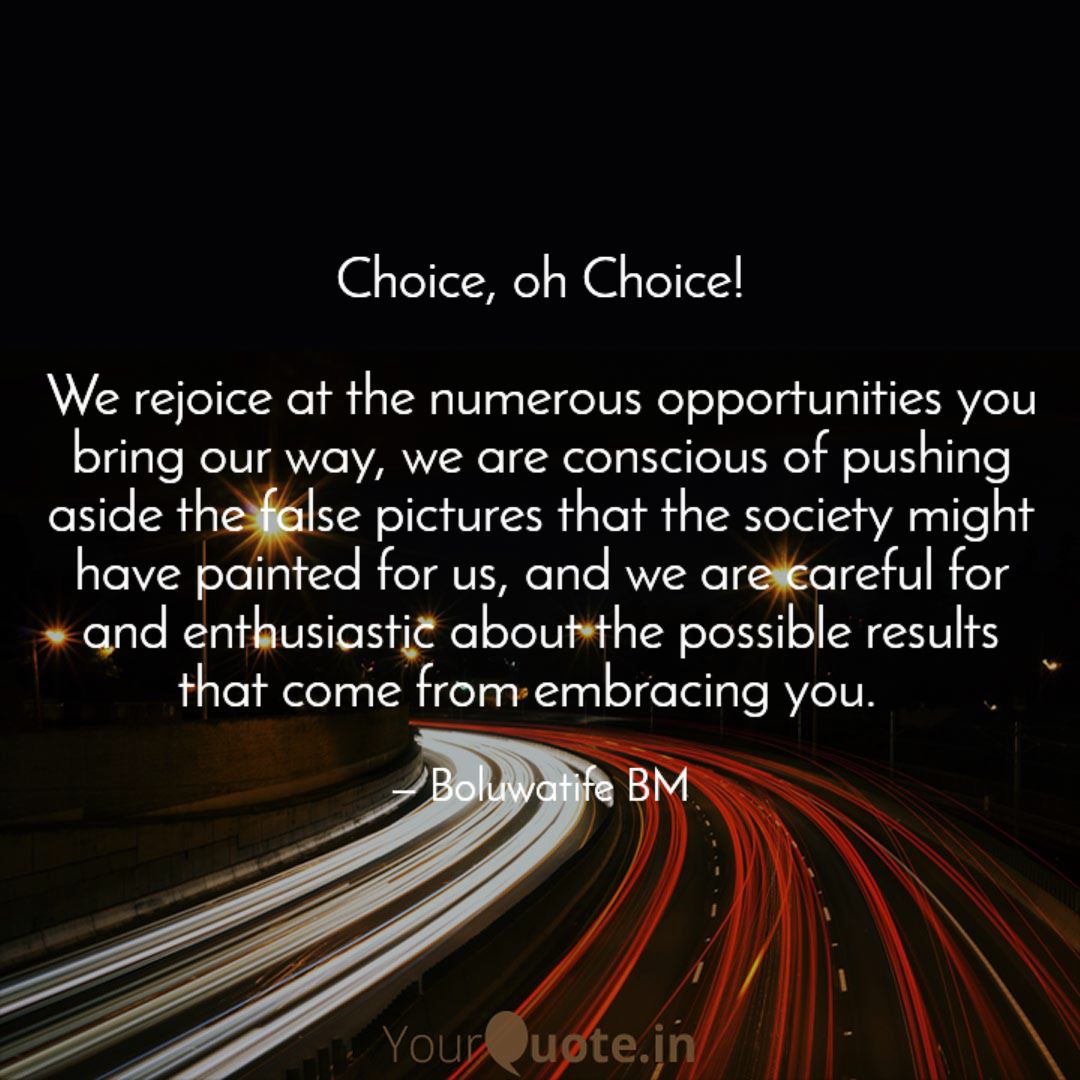 Choice, oh Choice!
We rejoice at the numerous opportunities you
bring our way, we are conscious of pushing
aside the false pictures that the society might
have painted for us, and we are careful for
and enthusiastic about the possible results
that come from embracing you.
– Boluwatife BM
YourQuote.in